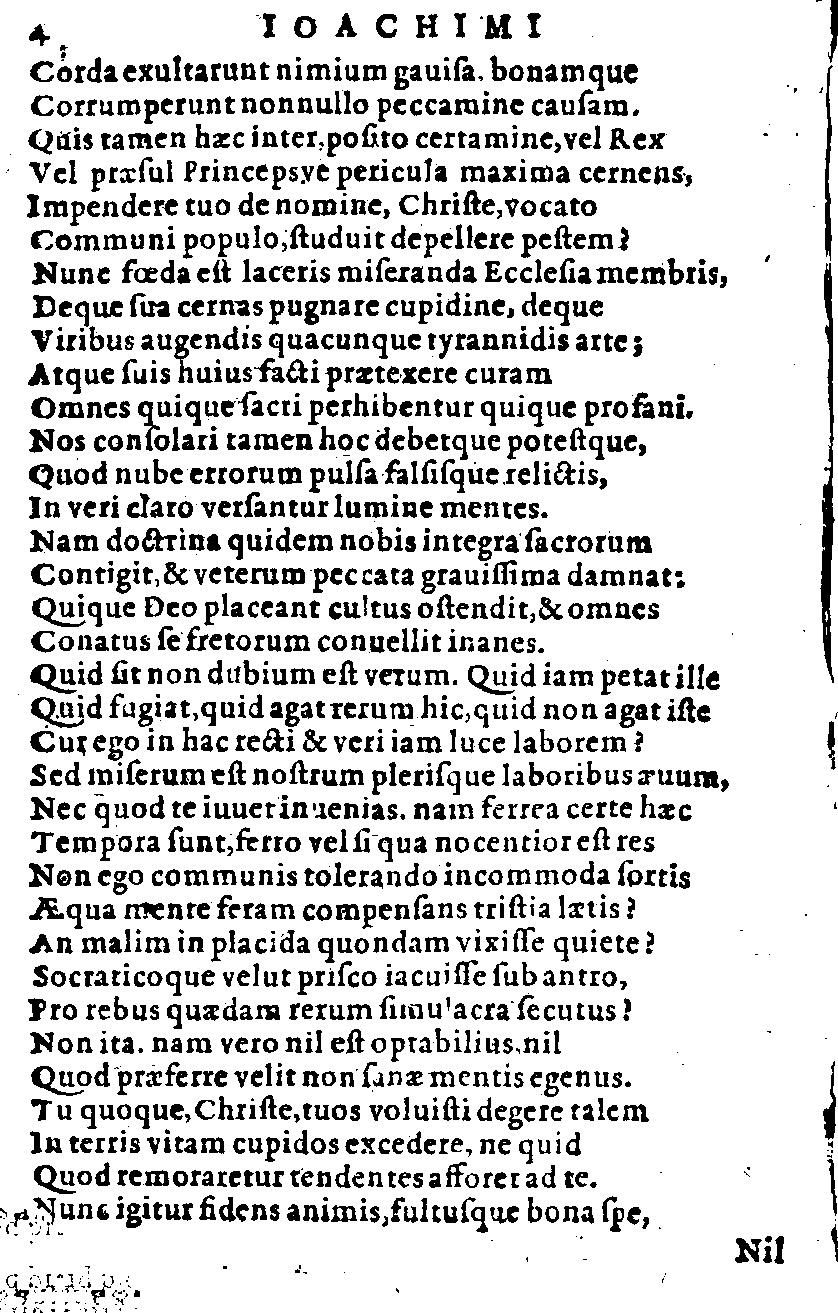 4 IOACHIMI
Corda exultarunt nimium gauiſa, bonamque
Corrumperunt nonnullo peccamine cauſam.
Quis tamen hæc inter, poſito certamine, vel Rex
Vel præſul Princepsve pericula maxima cernens,
Impendere tuo de nomine, Chriſte, vocato
Communi populo, ſtuduit depellere peſtem?
Nunc fœda eſt laceris miſeranda Eccleſia membris,
Deque ſua cernas pugnare cupidine, deque
Viribus augendis quacunque tyrannidis arte;
Atque ſuis huius facti prætexere curam
Omnes quique ſacri perhibentur quique profani.
Nos conſolari tamen hoc debetque poteſtque,
Quod nube errorum pulſa falſiſque relictis,
In veri claro verſantur lumine mentes.
Nam doctrina quidem nobis integra ſacrorum
Contigit, & veterum peccata grauiſſima damnat:
Quique Deo placeant cultus oſtendit, & omnes
Conatus ſe fretorum conuellit inanes.
Quid ſit non dubium eſt verum. Quid iam petat ille
Quid fugiat, quid agat rerum hic, quid non agat iſte
Cur ego in hac recti & veri iam luce laborem?
Sed miſerum eſt noſtrum pleriſque laboribus æuum,
Nec quod te iuuet inuenias. nam ferrea certe hæc
Tempora ſunt, ferro vel ſi qua nocentior eſt res
Non ego communis tolerando incommoda ſortis
Æqua mente feram compenſans triſtia lætis?
An malim in placida quondam vixiſſe quiete?
Socraticoque velut priſco iacuiſſe ſub antro,
Pro rebus quædam rerum ſimulacra ſecutus?
Non ita. nam vero nil eſt optabilius, nil
Quod præferre velit non ſanæ mentis egenus.
Tu quoque, Chriſte, tuos voluiſti degere talem
In terris vitam cupidos excedere, ne quid
Quod remoraretur tendentes afforet ad te.
Nunc igitur fidens animis, fultuſque bona ſpe,
Nil